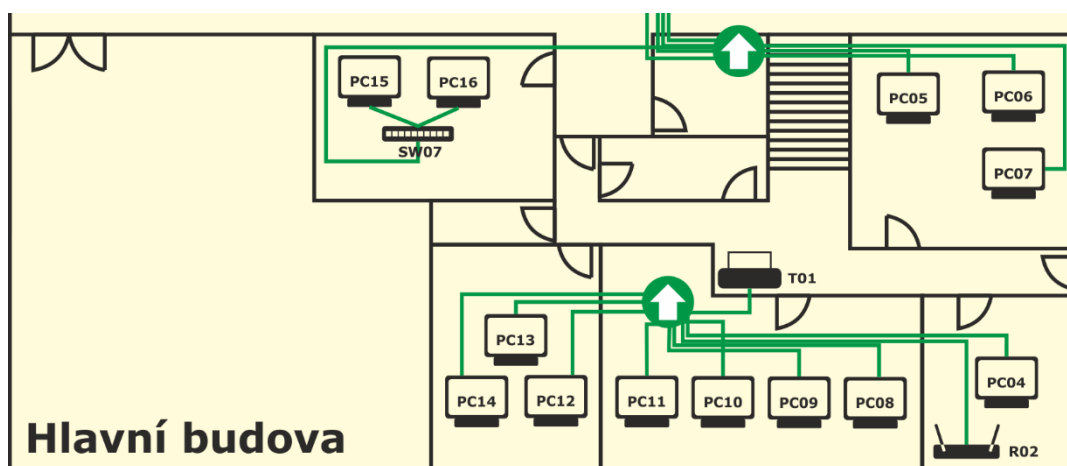 PC15
PC16
SW07
PC05
PC06
PC07
T01
PC13
PC14
PC12
PC11
PC10
PC09
PC08
PC04
R02
Hlavní budova